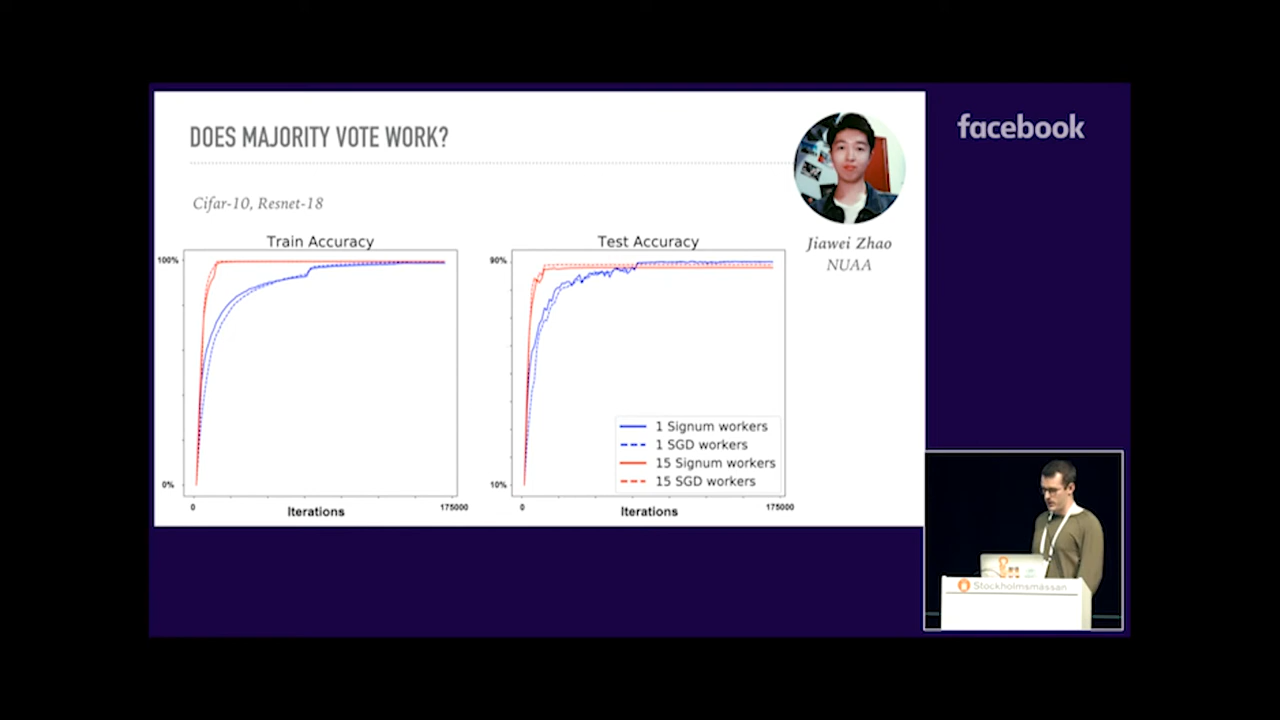 DOES MAJORITY VOTE WORK?
facebook
Cifar-10, Resnet-18
Jiawei Zhao
NUAA
Train Accuracy
100%
0%
0
175000
Iterations
Test Accuracy
90%
10%
1 Signum workers
1 SGD workers
15 Signum workers
15 SGD workers
0
175000
Iterations
Stockholmsmässan